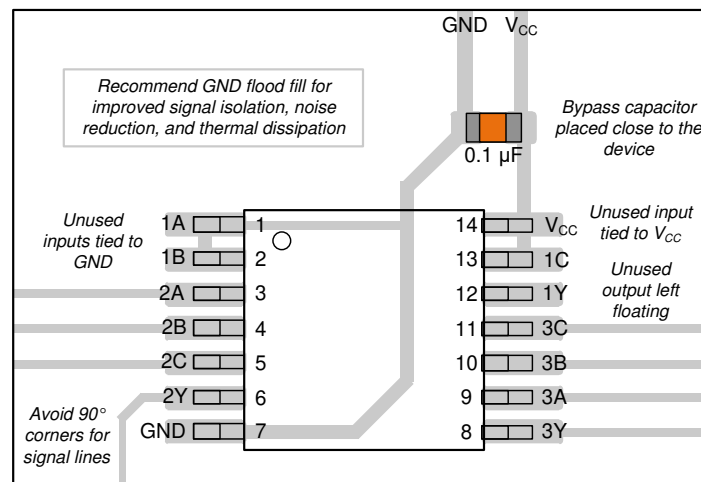 GND V_CC
Recommend GND flood fill for
improved signal isolation, noise
reduction, and thermal dissipation
Bypass capacitor
placed close to the
device
0.1 µF
Unused
inputs tied to
GND
1A 1
1B 2
2A 3
2B 4
2C 5
2Y 6
GND 7
Avoid 90°
corners for
signal lines
14 V_CC
13 1C
12 1Y
11 3C
10 3B
9 3A
8 3Y
Unused input
tied to V_CC
Unused
output left
floating